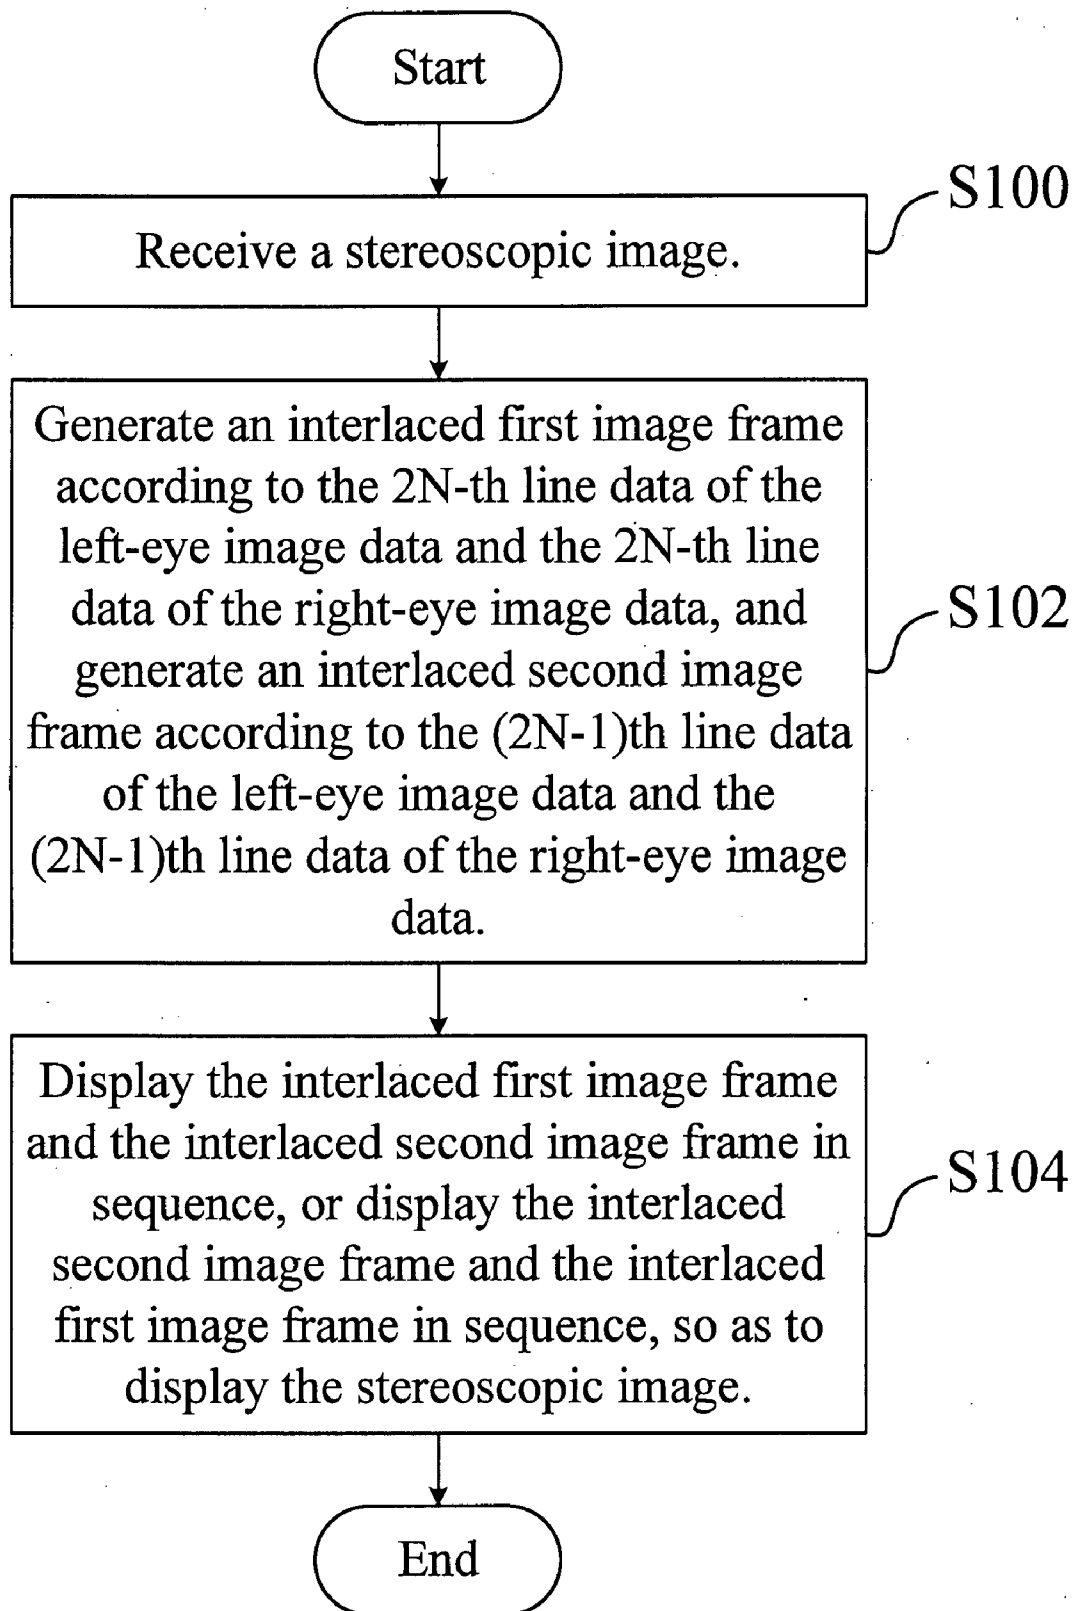 Start
S100
Receive a stereoscopic image.
Generate an interlaced first image frame
according to the 2N-th line data of the
left-eye image data and the 2N-th line
data of the right-eye image data, and
generate an interlaced second image
frame according to the (2N-1)th line data
of the left-eye image data and the
(2N-1)th line data of the right-eye image
data.
S102
Display the interlaced first image frame
and the interlaced second image frame in
sequence, or display the interlaced
second image frame and the interlaced
first image frame in sequence, so as to
display the stereoscopic image.
S104
End